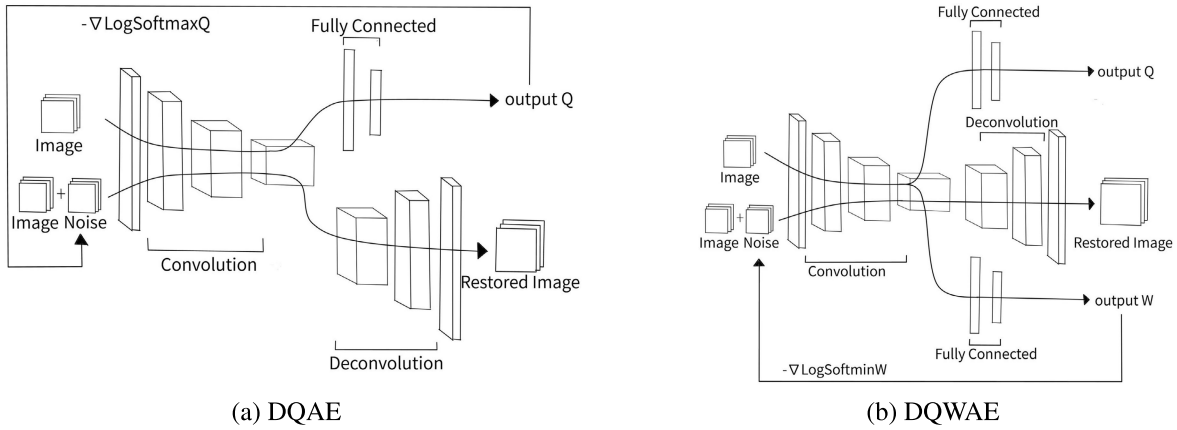 -∇LogSoftmaxQ
Fully Connected
output Q
Image
Image + Noise
Convolution
Restored Image
Deconvolution
(a) DQAE
Fully Connected
output Q
Deconvolution
Image
Image + Noise
Restored Image
Convolution
output W
Fully Connected
-∇LogSoftminW
(b) DQWAE